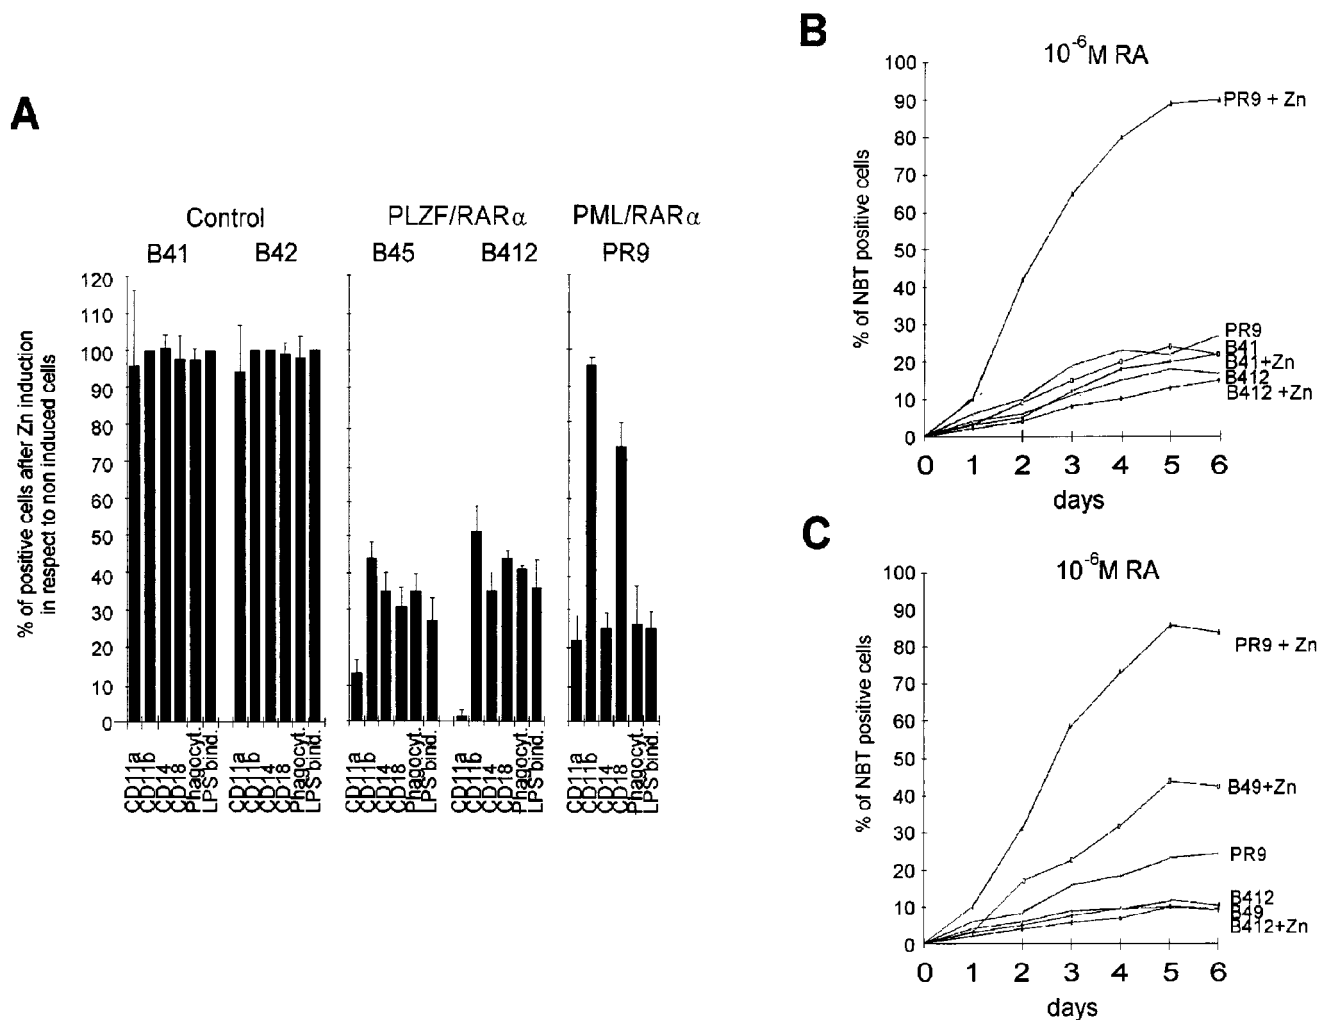 A
Control
PLZF/RARα
PML/RARα
B41
B42
B45
B412
PR9
% of positive cells after Zn induction
in respect to non induced cells
120
110
100
90
80
70
60
50
40
30
20
10
0
CD11a
CD11b
CD14
CD18
Phagocyt.
LPS bind.
CD11a
CD11b
CD14
CD18
Phagocyt.
LPS bind.
CD11a
CD11b
CD14
CD18
Phagocyt.
LPS bind.
CD11a
CD11b
CD14
CD18
Phagocyt.
LPS bind.
CD11a
CD11b
CD14
CD18
Phagocyt.
LPS bind.
B
10⁻⁶M RA
% of NBT positive cells
100
90
80
70
60
50
40
30
20
10
0
PR9 + Zn
PR9
B41
B41+Zn
B412
B412 +Zn
0 1 2 3 4 5 6
days
C
10⁻⁶M RA
% of NBT positive cells
100
90
80
70
60
50
40
30
20
10
0
PR9 + Zn
B49+Zn
PR9
B412
B49
B412+Zn
0 1 2 3 4 5 6
days